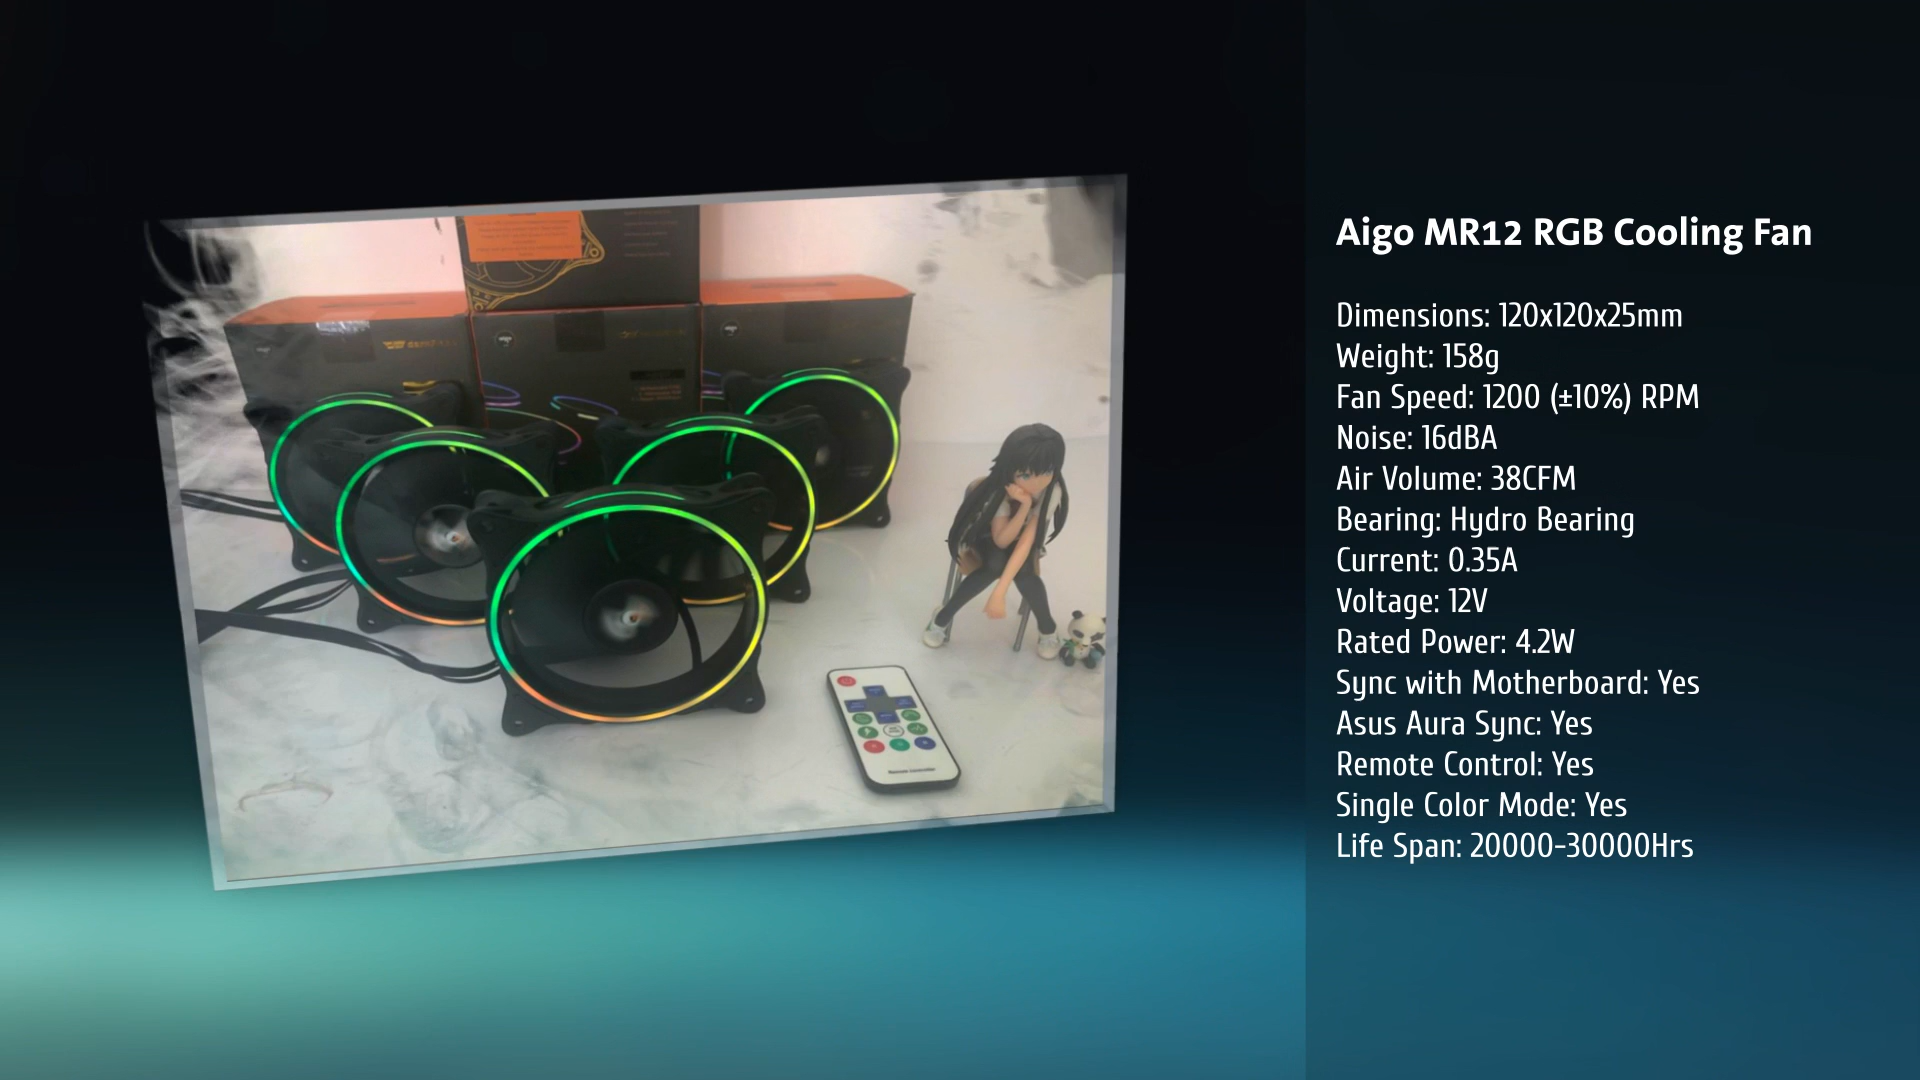 Aigo MR12 RGB Cooling Fan
Dimensions: 120x120x25mm
Weight: 158g
Fan Speed: 1200 (±10%) RPM
Noise: 16dBA
Air Volume: 38CFM
Bearing: Hydro Bearing
Current: 0.35A
Voltage: 12V
Rated Power: 4.2W
Sync with Motherboard: Yes
Asus Aura Sync: Yes
Remote Control: Yes
Single Color Mode: Yes
Life Span: 20000-30000Hrs